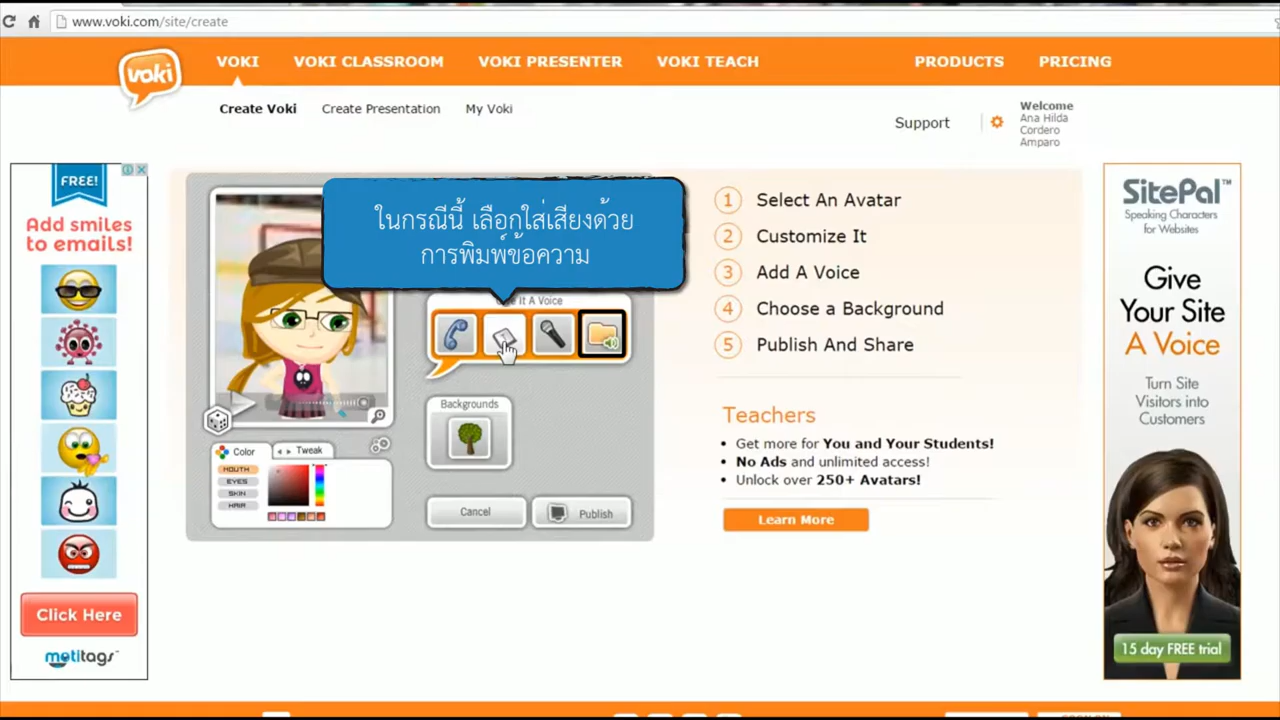 www.voki.com/site/create
voki
VOKI
VOKI CLASSROOM
VOKI PRESENTER
VOKI TEACH
PRODUCTS
PRICING
Create Voki
Create Presentation
My Voki
Support
Welcome
Ana Hilda
Cordero
Amparo
FREE!
Add smiles
to emails!
Click Here
motitags™
ในกรณีนี้ เลือกใส่เสียงด้วย
การพิมพ์ข้อความ
It A Voice
Backgrounds
Color
Tweak
MOUTH
EYES
SKIN
HAIR
Cancel
Publish
1 Select An Avatar
2 Customize It
3 Add A Voice
4 Choose a Background
5 Publish And Share
Teachers
• Get more for You and Your Students!
• No Ads and unlimited access!
• Unlock over 250+ Avatars!
Learn More
SitePal™
Speaking Characters
for Websites
Give
Your Site
A Voice
Turn Site
Visitors into
Customers
15 day FREE trial